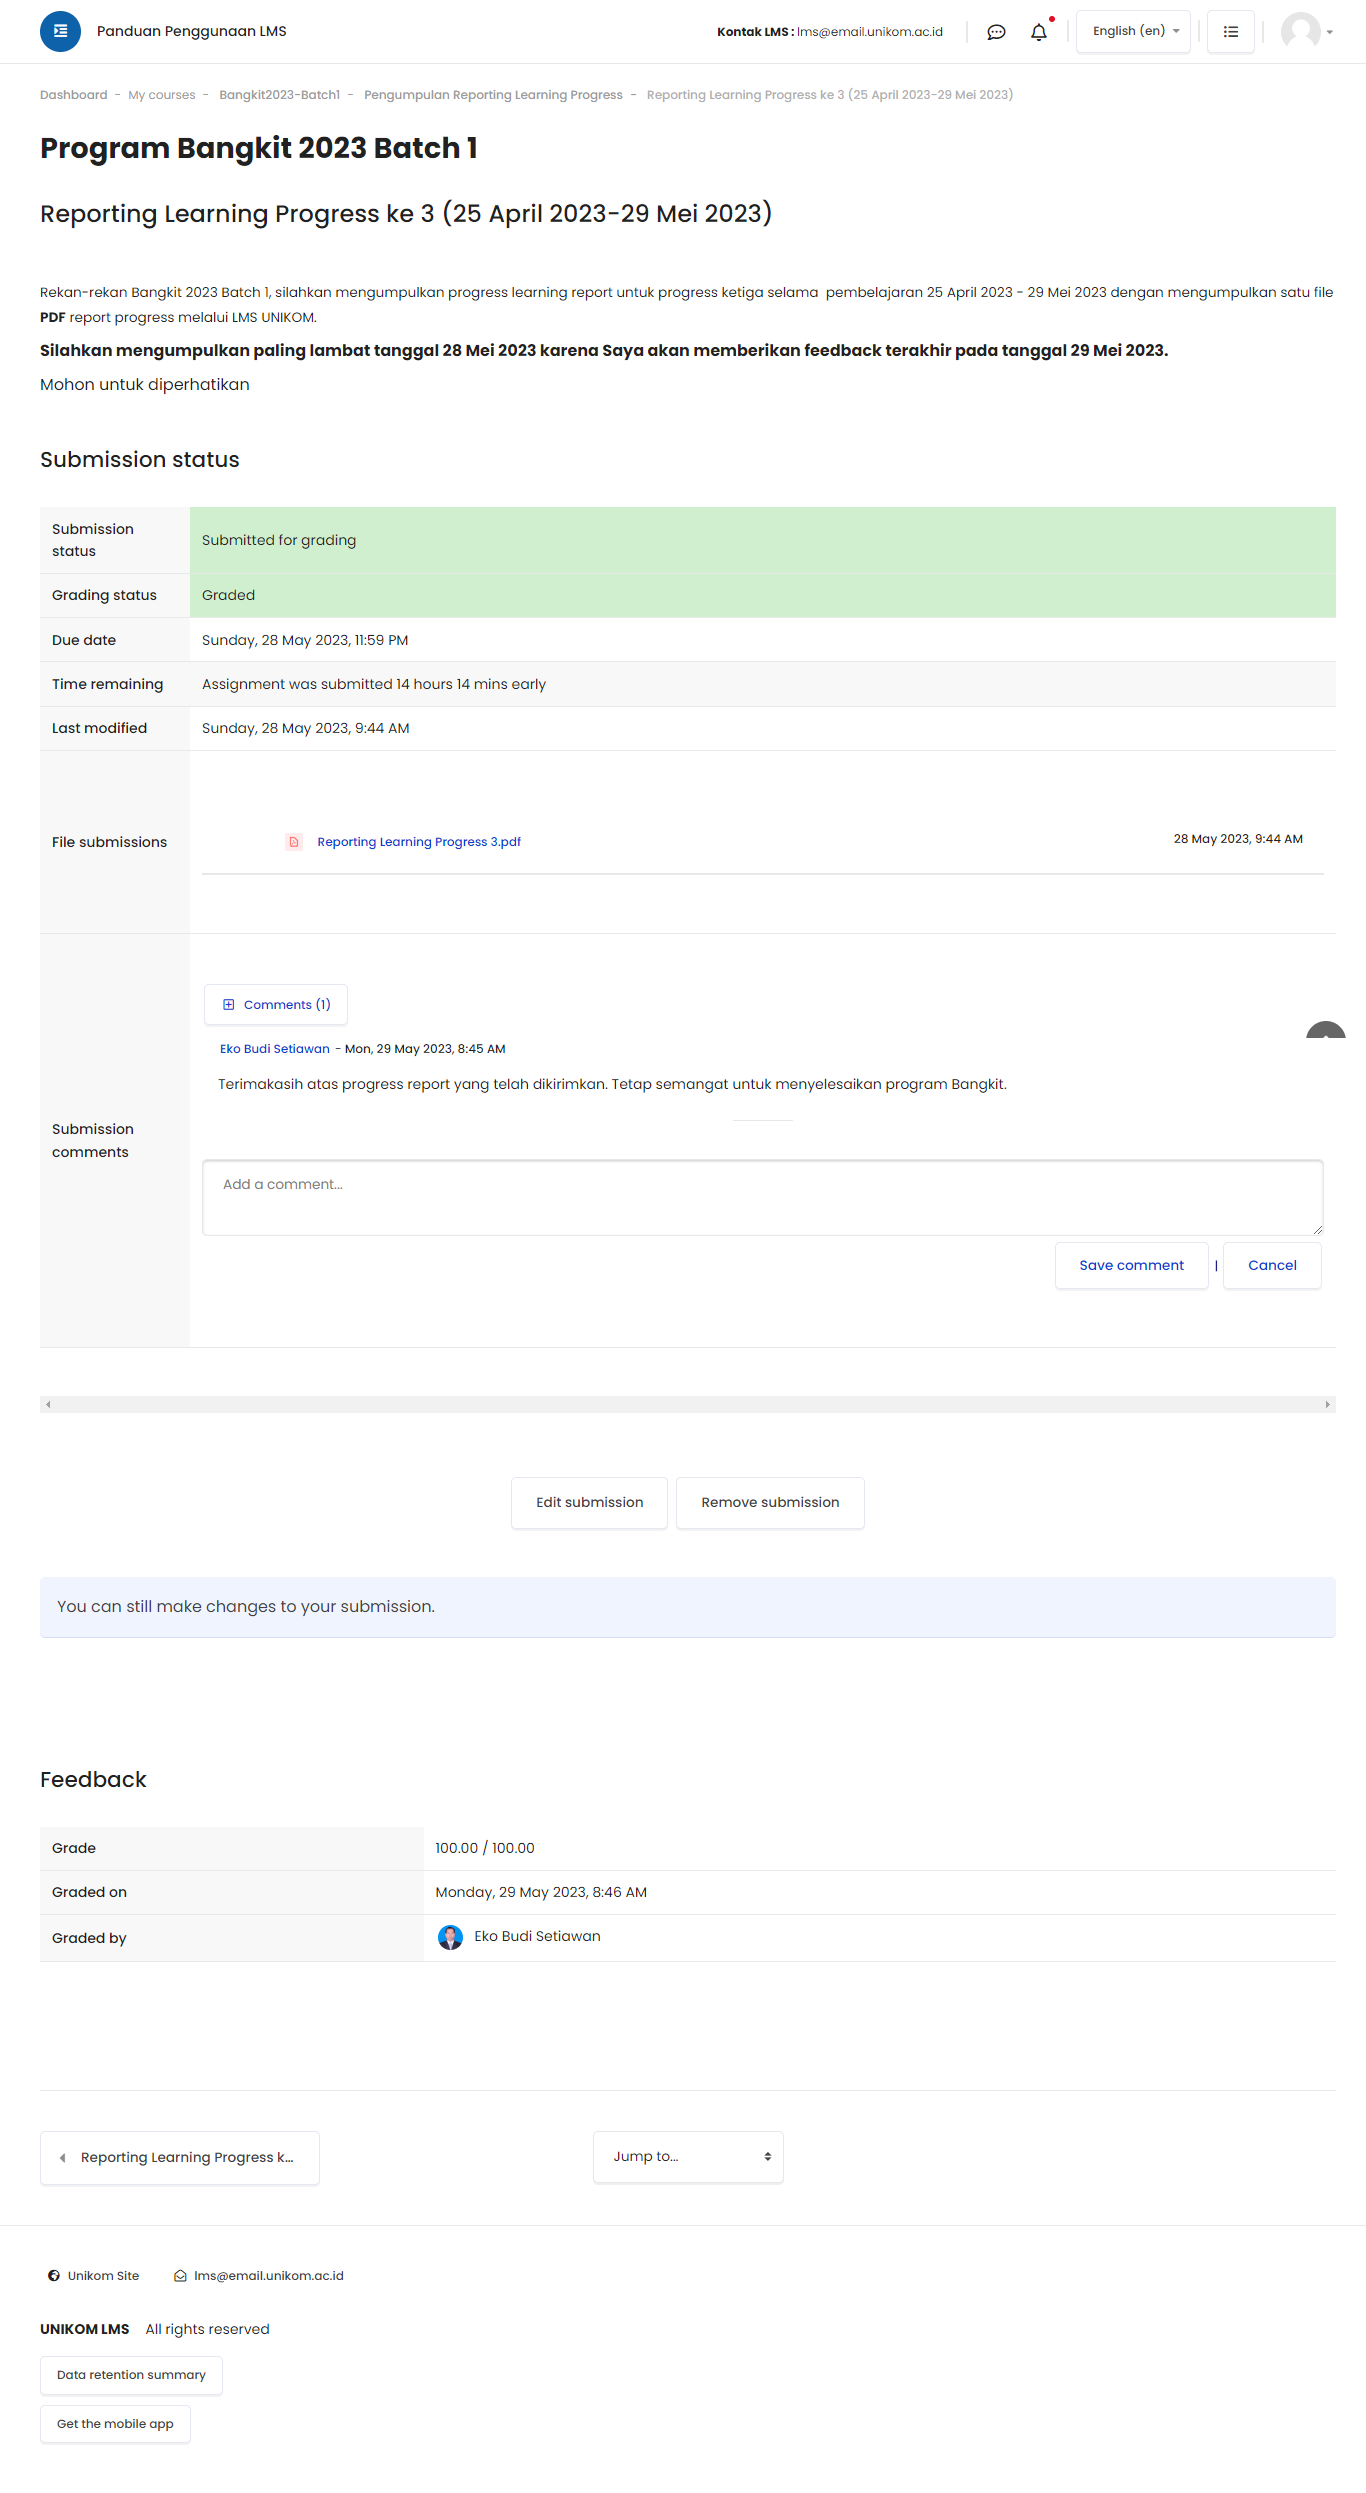 Panduan Penggunaan LMS
Kontak LMS : lms@email.unikom.ac.id
English (en)
Dashboard - My courses - Bangkit2023-Batch1 - Pengumpulan Reporting Learning Progress - Reporting Learning Progress ke 3 (25 April 2023-29 Mei 2023)
Program Bangkit 2023 Batch 1
Reporting Learning Progress ke 3 (25 April 2023-29 Mei 2023)
Rekan-rekan Bangkit 2023 Batch 1, silahkan mengumpulkan progress learning report untuk progress ketiga selama pembelajaran 25 April 2023 - 29 Mei 2023 dengan mengumpulkan satu file
PDF report progress melalui LMS UNIKOM.
Silahkan mengumpulkan paling lambat tanggal 28 Mei 2023 karena Saya akan memberikan feedback terakhir pada tanggal 29 Mei 2023.
Mohon untuk diperhatikan
Submission status
Submission
status
Submitted for grading
Grading status
Graded
Due date
Sunday, 28 May 2023, 11:59 PM
Time remaining
Assignment was submitted 14 hours 14 mins early
Last modified
Sunday, 28 May 2023, 9:44 AM
File submissions
Reporting Learning Progress 3.pdf
28 May 2023, 9:44 AM
Submission
comments
Comments (1)
Eko Budi Setiawan - Mon, 29 May 2023, 8:45 AM
Terimakasih atas progress report yang telah dikirimkan. Tetap semangat untuk menyelesaikan program Bangkit.
Add a comment...
Save comment | Cancel
Edit submission
Remove submission
You can still make changes to your submission.
Feedback
Grade
100.00 / 100.00
Graded on
Monday, 29 May 2023, 8:46 AM
Graded by
Eko Budi Setiawan
Reporting Learning Progress k...
Jump to...
Unikom Site
lms@email.unikom.ac.id
UNIKOM LMS All rights reserved
Data retention summary
Get the mobile app